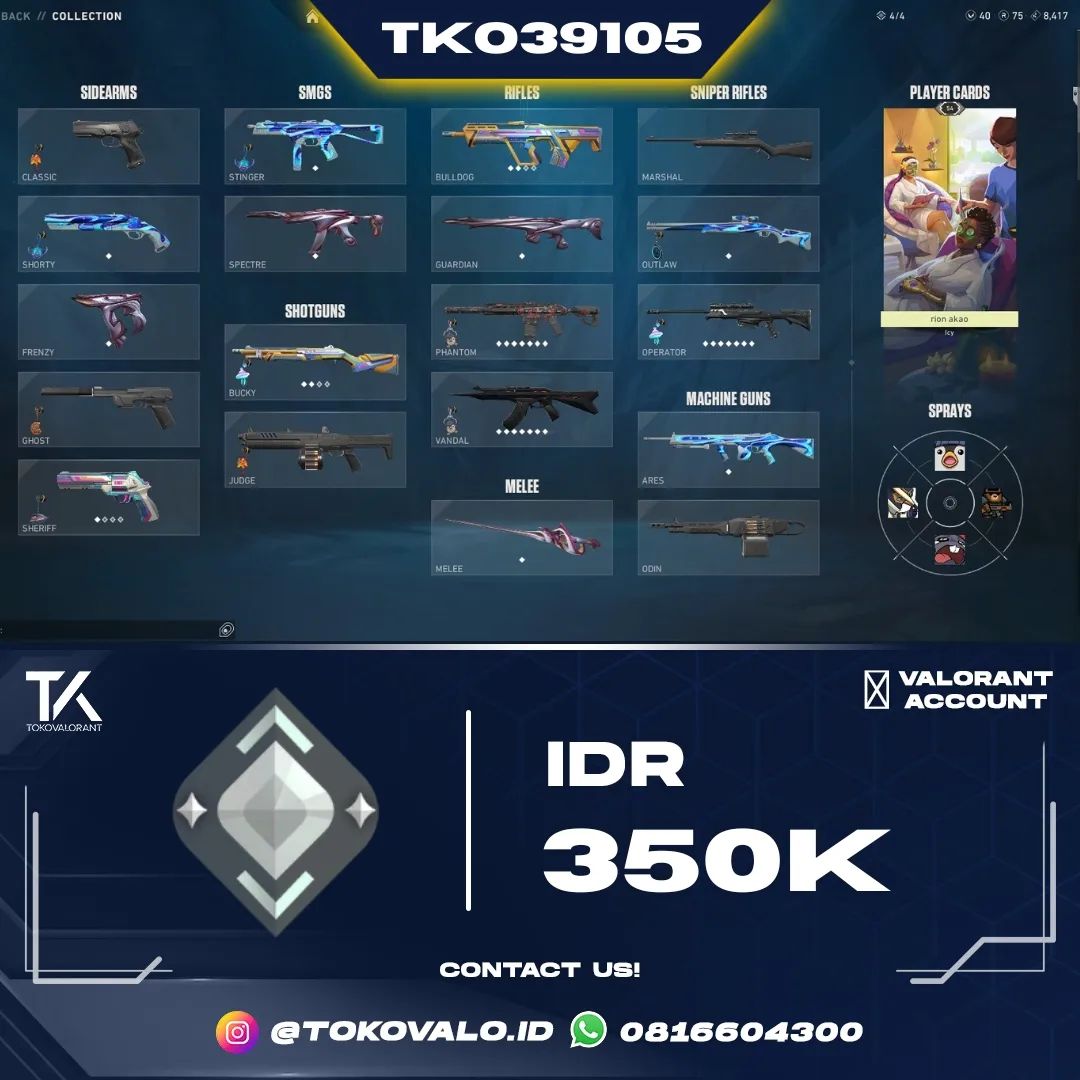 BACK // COLLECTION
TKO39105
4/4
40
75
8,417
SIDEARMS
CLASSIC
SHORTY
FRENZY
GHOST
SHERIFF
SMGS
STINGER
SPECTRE
SHOTGUNS
BUCKY
JUDGE
RIFLES
BULLDOG
GUARDIAN
PHANTOM
VANDAL
MELEE
MELEE
SNIPER RIFLES
MARSHAL
OUTLAW
OPERATOR
MACHINE GUNS
ARES
ODIN
PLAYER CARDS
54
rion akao
Icy
SPRAYS
TK
TOKOVALORANT
VALORANT
ACCOUNT
IDR
350K
CONTACT US!
@TOKOVALO.ID
0816604300